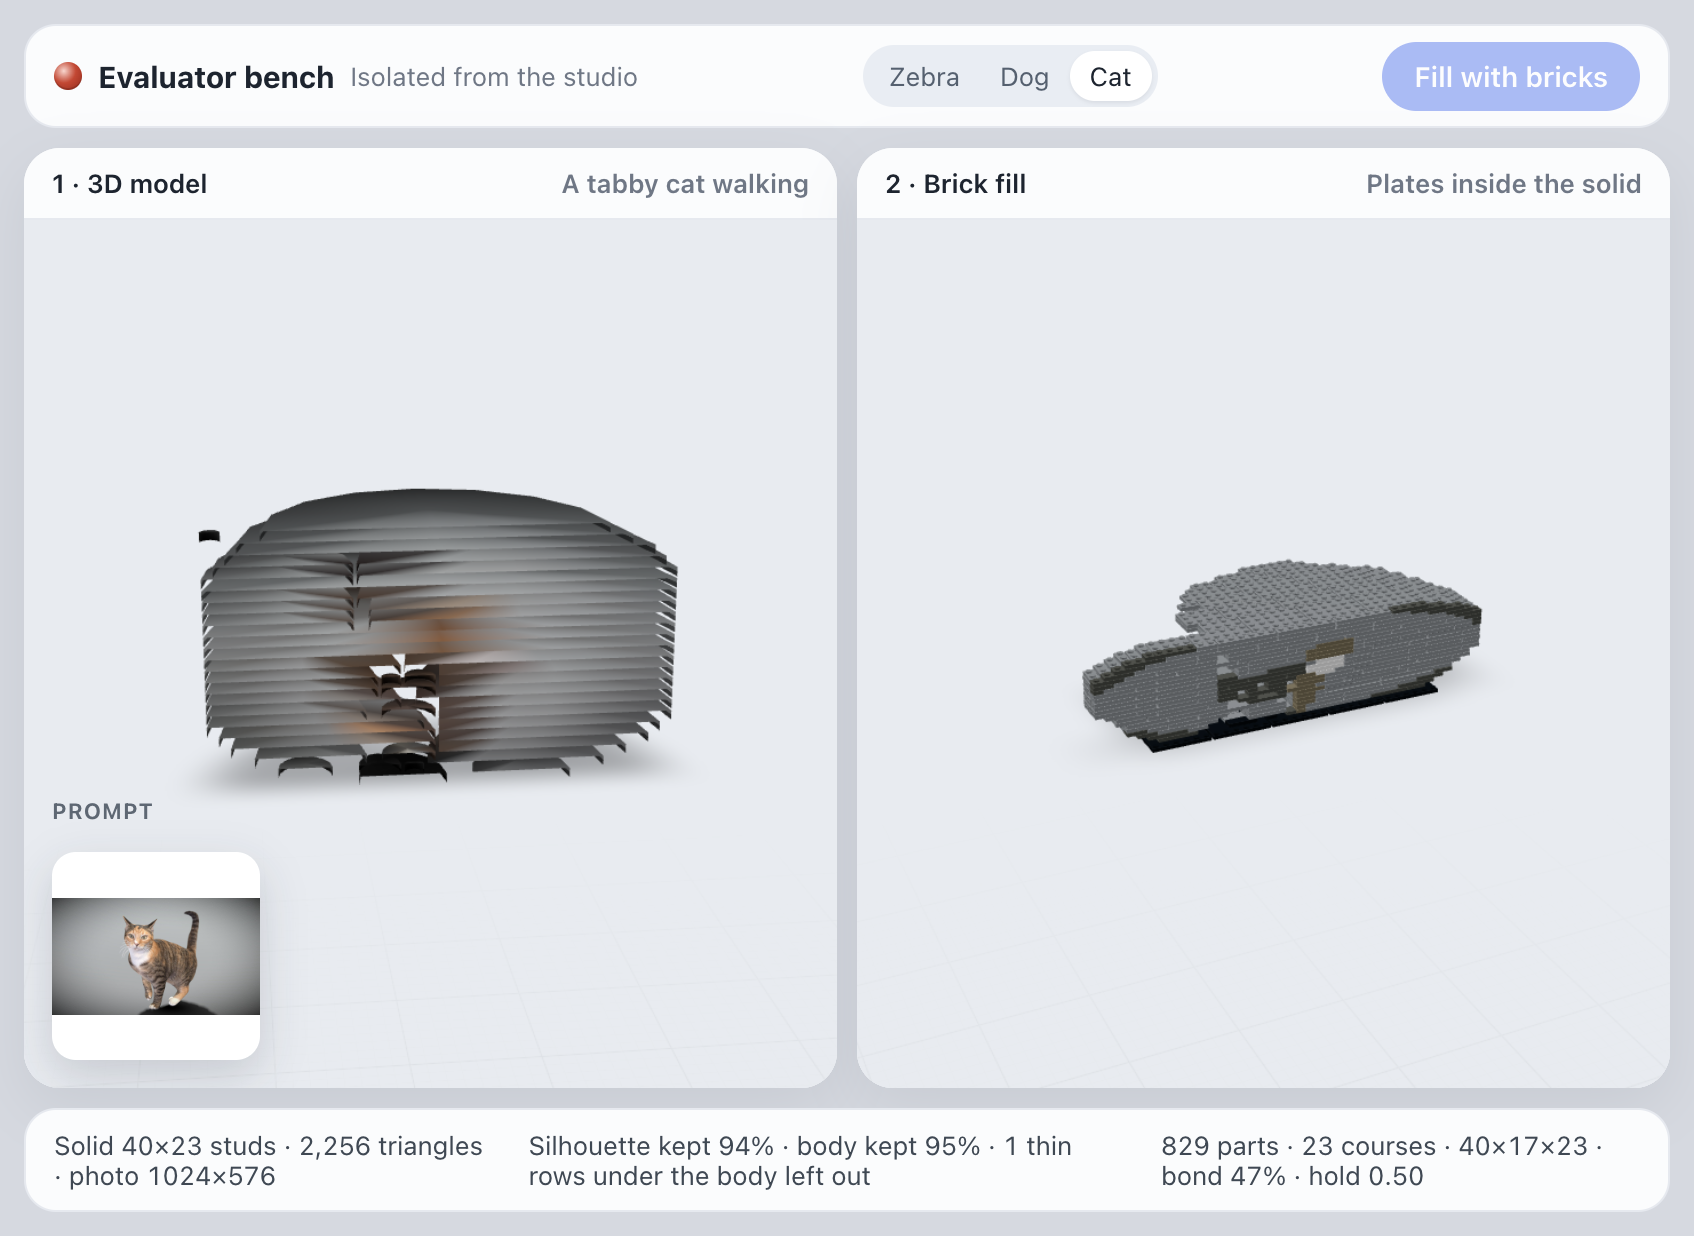 Evaluator bench Isolated from the studio
Zebra Dog Cat
Fill with bricks
1 · 3D model
A tabby cat walking
2 · Brick fill
Plates inside the solid
PROMPT
Solid 40×23 studs · 2,256 triangles
· photo 1024×576
Silhouette kept 94% · body kept 95% · 1 thin
rows under the body left out
829 parts · 23 courses · 40×17×23 ·
bond 47% · hold 0.50